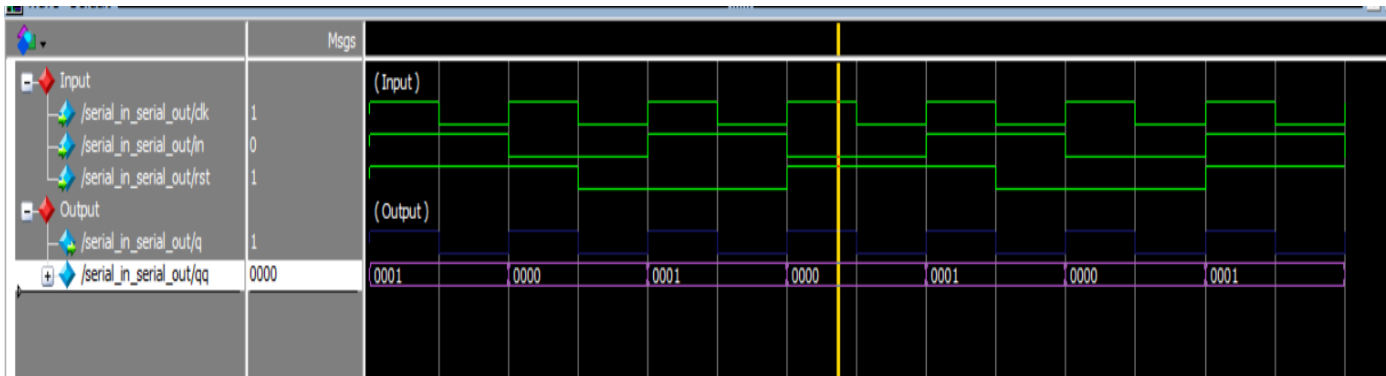 Msgs
Input (Input)
/serial_in_serial_out/clk 1
/serial_in_serial_out/in 0
/serial_in_serial_out/rst 1
Output (Output)
/serial_in_serial_out/q 1
/serial_in_serial_out/qq 0000 0001 0000 0001 0000 0001 0000 0001